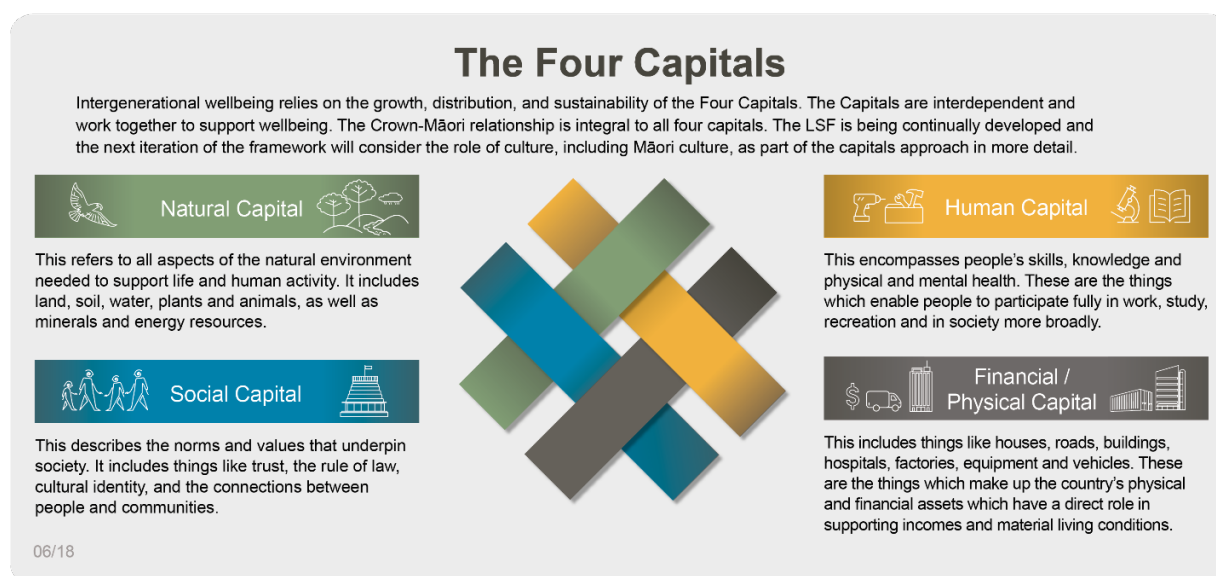 The Four Capitals
Intergenerational wellbeing relies on the growth, distribution, and sustainability of the Four Capitals. The Capitals are interdependent and
work together to support wellbeing. The Crown-Māori relationship is integral to all four capitals. The LSF is being continually developed and
the next iteration of the framework will consider the role of culture, including Māori culture, as part of the capitals approach in more detail.
Natural Capital
This refers to all aspects of the natural environment
needed to support life and human activity. It includes
land, soil, water, plants and animals, as well as
minerals and energy resources.
Social Capital
This describes the norms and values that underpin
society. It includes things like trust, the rule of law,
cultural identity, and the connections between
people and communities.
Human Capital
This encompasses people's skills, knowledge and
physical and mental health. These are the things
which enable people to participate fully in work, study,
recreation and in society more broadly.
$
Financial /
Physical Capital
This includes things like houses, roads, buildings,
hospitals, factories, equipment and vehicles. These
are the things which make up the country's physical
and financial assets which have a direct role in
supporting incomes and material living conditions.
06/18